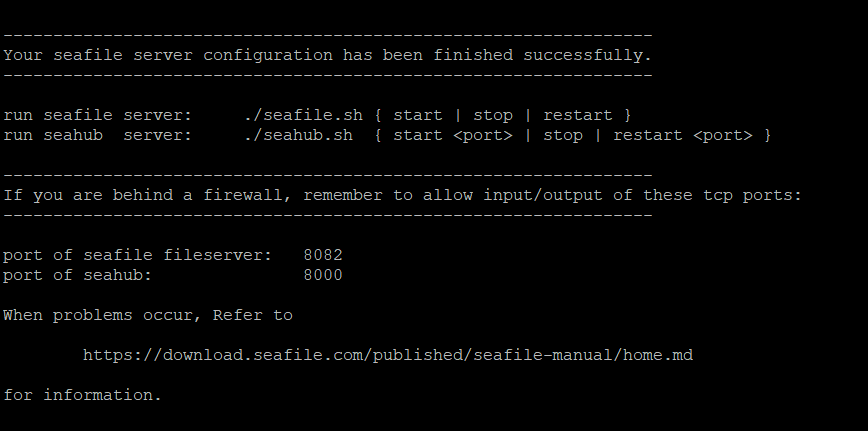 -----------------------------------------------------------------
Your seafile server configuration has been finished successfully.
-----------------------------------------------------------------
run seafile server:     ./seafile.sh { start | stop | restart }
run seahub  server:     ./seahub.sh  { start <port> | stop | restart <port> }
-----------------------------------------------------------------
If you are behind a firewall, remember to allow input/output of these tcp ports:
-----------------------------------------------------------------
port of seafile fileserver:   8082
port of seahub:               8000
When problems occur, Refer to
        https://download.seafile.com/published/seafile-manual/home.md
for information.